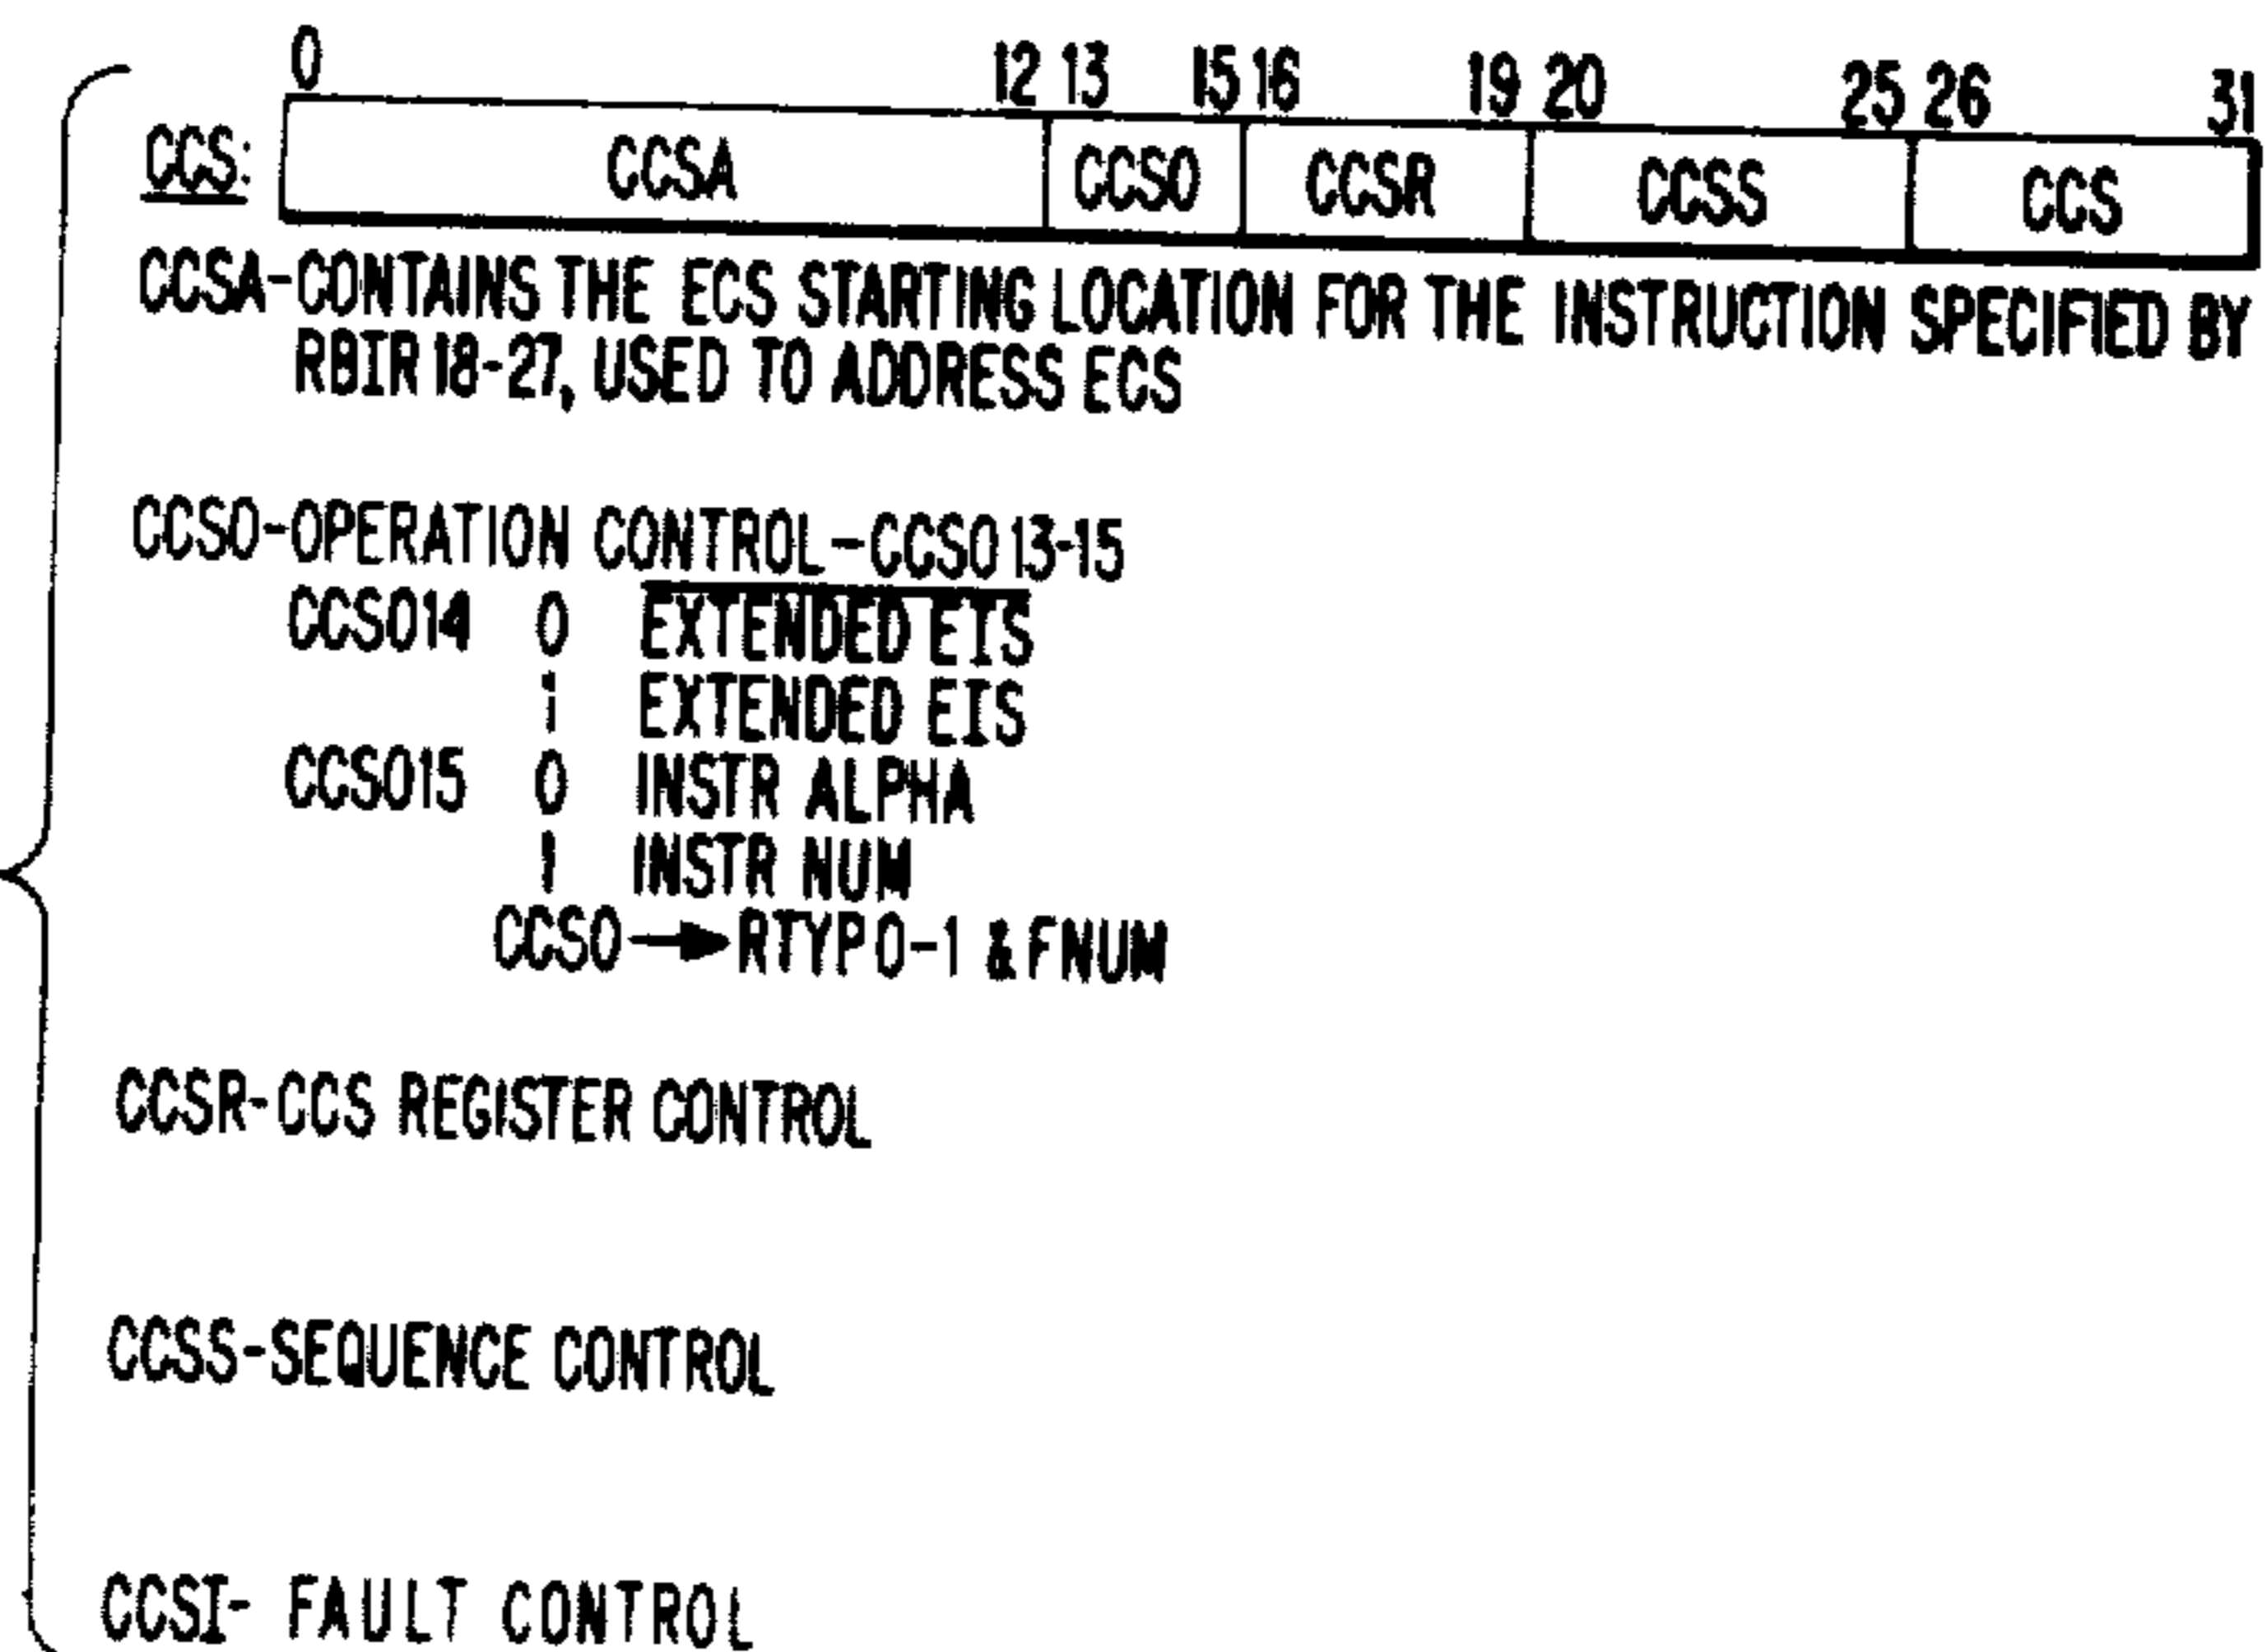 0 12 13 15 16 19 20 25 26 31
CCS: CCSA CCSO CCSR CCSS CCS
CCSA-CONTAINS THE ECS STARTING LOCATION FOR THE INSTRUCTION SPECIFIED BY
RBIR 18-27, USED TO ADDRESS ECS
CCSO-OPERATION CONTROL-CCSO 13-15
CCSO14 0 E̅X̅T̅E̅N̅D̅E̅D̅ E̅I̅S̅
1 EXTENDED EIS
CCSO15 0 INSTR ALPHA
1 INSTR NUM
CCSO→RTYP 0-1 & FNUM
CCSR-CCS REGISTER CONTROL
CCSS-SEQUENCE CONTROL
CCSI- FAULT CONTROL